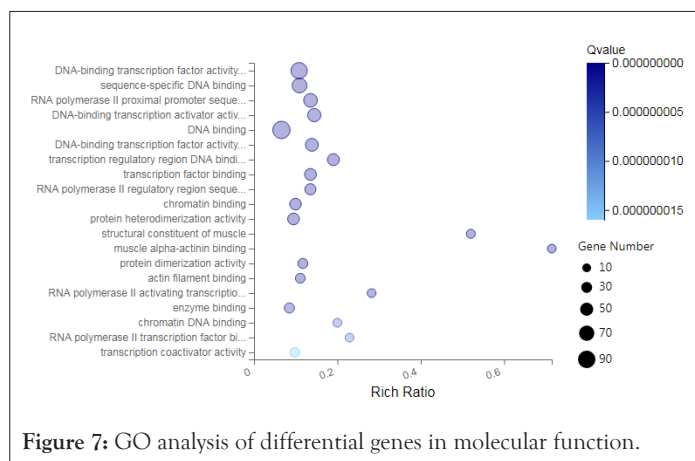 DNA-binding transcription factor activity...
sequence-specific DNA binding
RNA polymerase II proximal promoter seque...
DNA-binding transcription activator activ...
DNA binding
DNA-binding transcription factor activity...
transcription regulatory region DNA bindi...
transcription factor binding
RNA polymerase II regulatory region seque...
chromatin binding
protein heterodimerization activity
structural constituent of muscle
muscle alpha-actinin binding
protein dimerization activity
actin filament binding
RNA polymerase II activating transcriptio...
enzyme binding
chromatin DNA binding
RNA polymerase II transcription factor bi...
transcription coactivator activity
0
0.2
0.4
0.6
Rich Ratio
Qvalue
0.000000000
0.000000005
0.000000010
0.000000015
Gene Number
10
30
50
70
90
Figure 7: GO analysis of differential genes in molecular function.